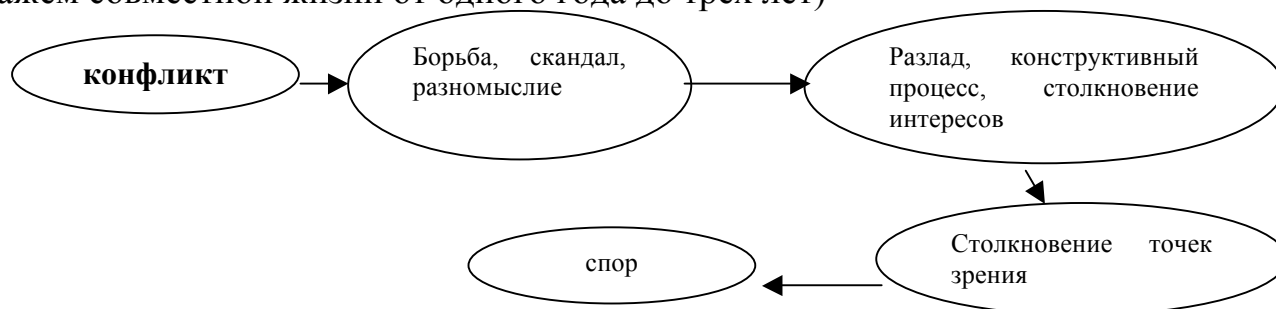 ажем совместной жизни от одного года до трех лет)
конфликт
Борьба, скандал,
разномыслие
Разлад, конструктивный
процесс, столкновение
интересов
Столкновение точек
зрения
спор